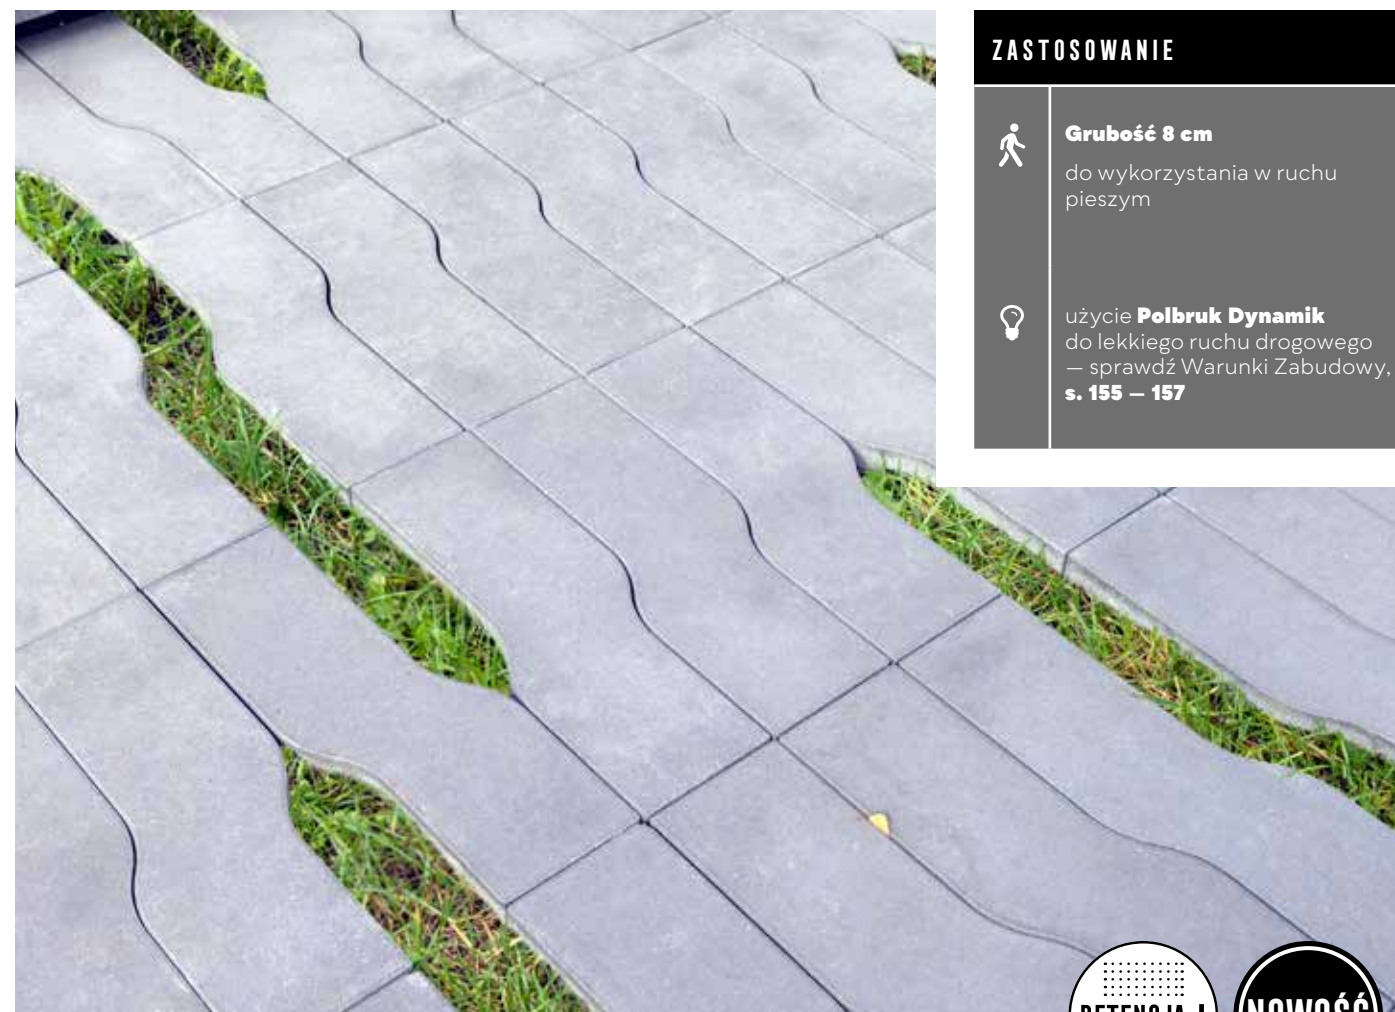 ZASTOSOWANIE
Grubość 8 cm
do wykorzystania w ruchu
pieszym
użycie Polbruk Dynamik
do lekkiego ruchu drogowego
— sprawdź Warunki Zabudowy,
s. 155 — 157
RETENCJA
NOWOŚĆ